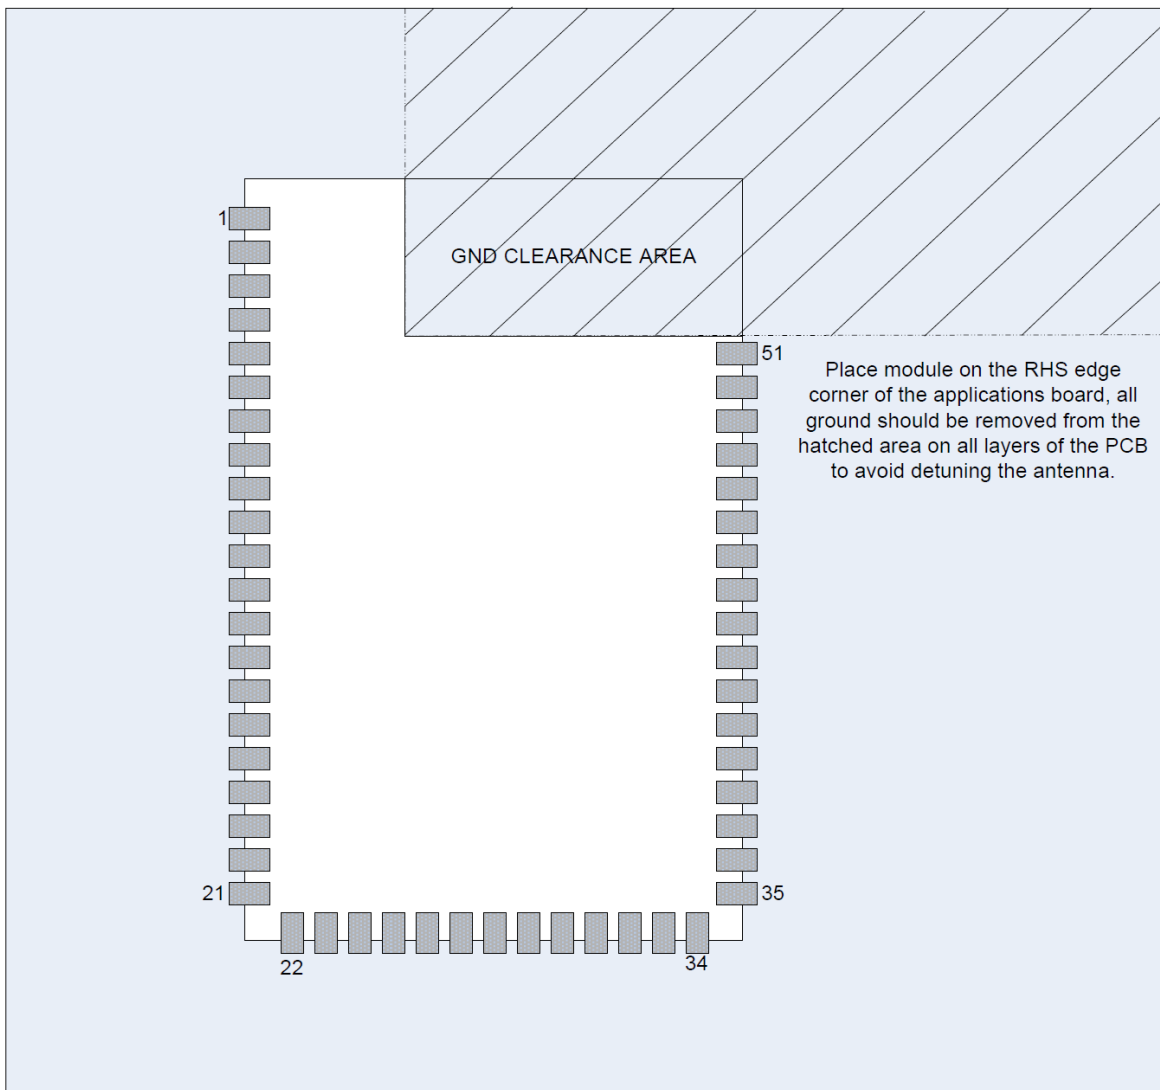 1
GND CLEARANCE AREA
51
Place module on the RHS edge
corner of the applications board, all
ground should be removed from the
hatched area on all layers of the PCB
to avoid detuning the antenna.
21
35
22
34